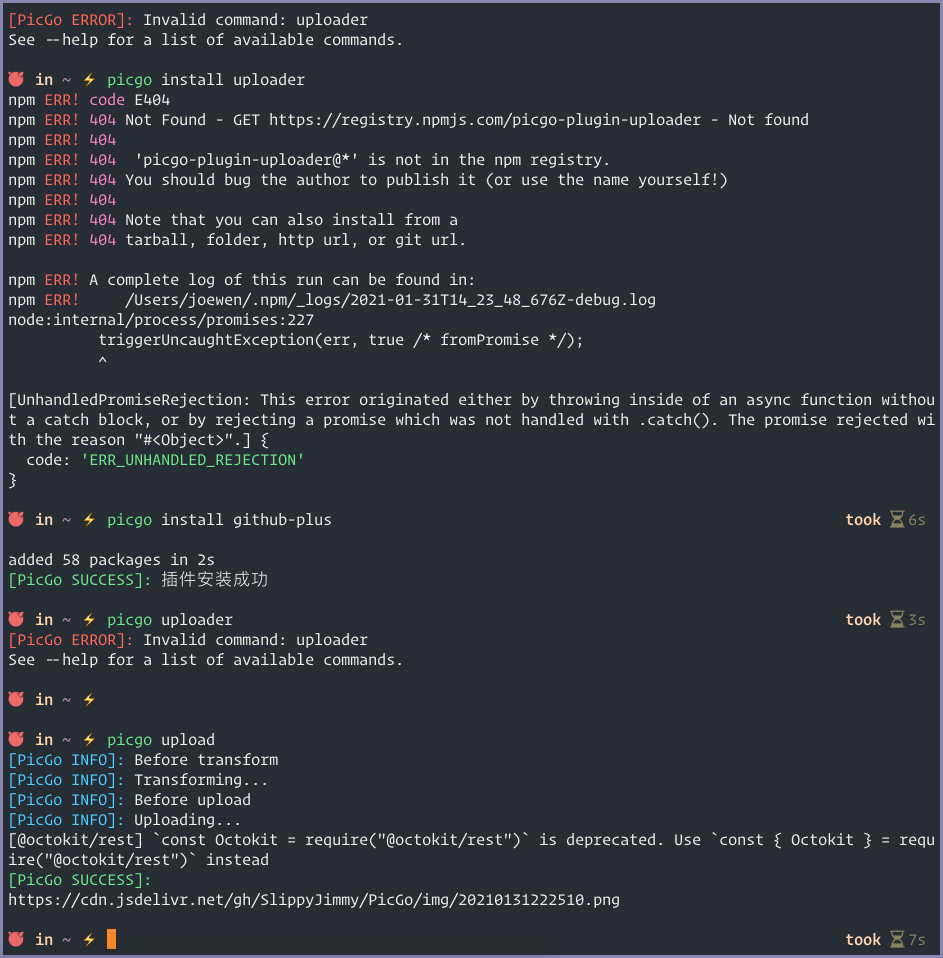 [PicGo ERROR]: Invalid command: uploader
See --help for a list of available commands.
in ~ ⚡ picgo install uploader
npm ERR! code E404
npm ERR! 404 Not Found - GET https://registry.npmjs.com/picgo-plugin-uploader - Not found
npm ERR! 404
npm ERR! 404  'picgo-plugin-uploader@*' is not in the npm registry.
npm ERR! 404 You should bug the author to publish it (or use the name yourself!)
npm ERR! 404
npm ERR! 404 Note that you can also install from a
npm ERR! 404 tarball, folder, http url, or git url.
npm ERR! A complete log of this run can be found in:
npm ERR!     /Users/joewen/.npm/_logs/2021-01-31T14_23_48_676Z-debug.log
node:internal/process/promises:227
          triggerUncaughtException(err, true /* fromPromise */);
          ^
[UnhandledPromiseRejection: This error originated either by throwing inside of an async function withou
t a catch block, or by rejecting a promise which was not handled with .catch(). The promise rejected wi
th the reason "#<Object>".] {
  code: 'ERR_UNHANDLED_REJECTION'
}
in ~ ⚡ picgo install github-plus took ⏳6s
added 58 packages in 2s
[PicGo SUCCESS]: 插件安装成功
in ~ ⚡ picgo uploader took ⏳3s
[PicGo ERROR]: Invalid command: uploader
See --help for a list of available commands.
in ~ ⚡
in ~ ⚡ picgo upload
[PicGo INFO]: Before transform
[PicGo INFO]: Transforming...
[PicGo INFO]: Before upload
[PicGo INFO]: Uploading...
[@octokit/rest] `const Octokit = require("@octokit/rest")` is deprecated. Use `const { Octokit } = requ
ire("@octokit/rest")` instead
[PicGo SUCCESS]:
https://cdn.jsdelivr.net/gh/SlippyJimmy/PicGo/img/20210131222510.png
in ~ ⚡ took ⏳7s